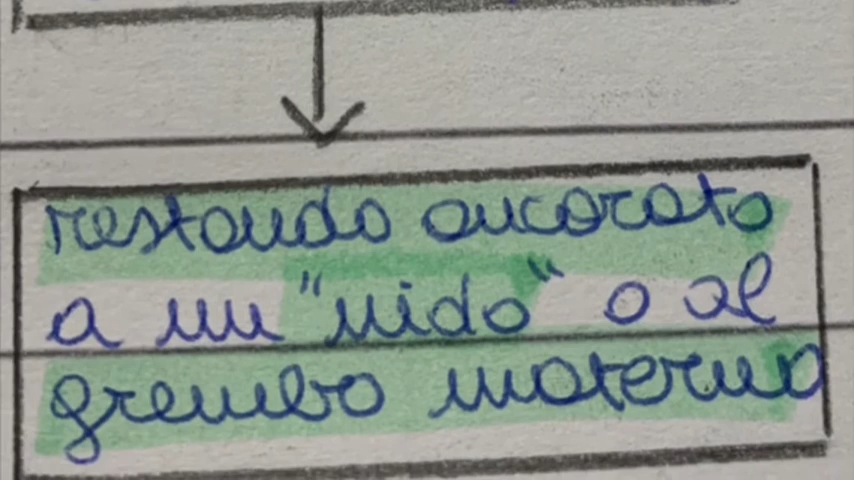 restando ancorato
a un "nido" o al
grembo materno